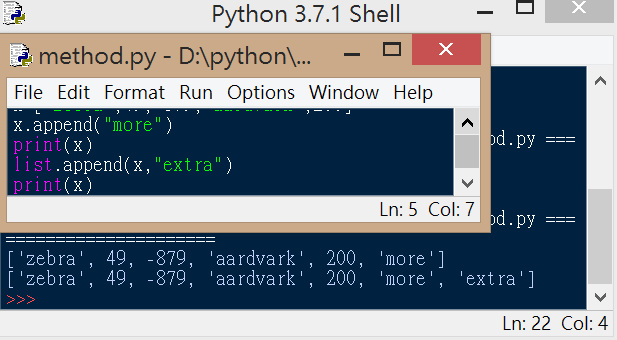 Python 3.7.1 Shell
method.py - D:\python\...
File Edit Format Run Options Window Help
x.append("more")
print(x)
list.append(x,"extra")
print(x)
Ln: 5 Col: 7
od.py ===
od.py ===
=====================
['zebra', 49, -879, 'aardvark', 200, 'more']
['zebra', 49, -879, 'aardvark', 200, 'more', 'extra']
>>>
Ln: 22 Col: 4